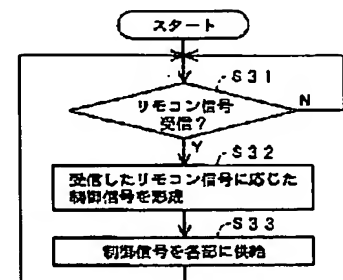 スタート
S31
リモコン信号
受信?
N
Y
S32
受信したリモコン信号に応じた
制御信号を形成
S33
制御信号を各部に供給